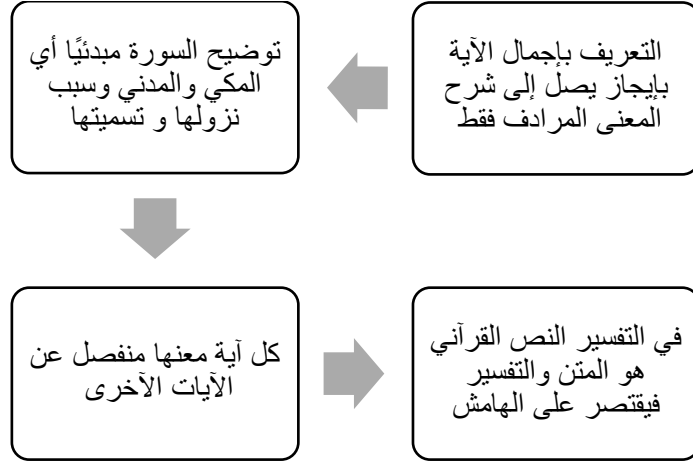 التعريف بإجمال الآية
بإيجاز يصل إلى شرح
المعنى المرادف فقط
توضيح السورة مبدئيًا أي
المكي والمدني وسبب
نزولها و تسميتها
كل آية معنها منفصل عن
الآيات الآخرى
في التفسير النص القرآني
هو المتن والتفسير
فيقتصر على الهامش